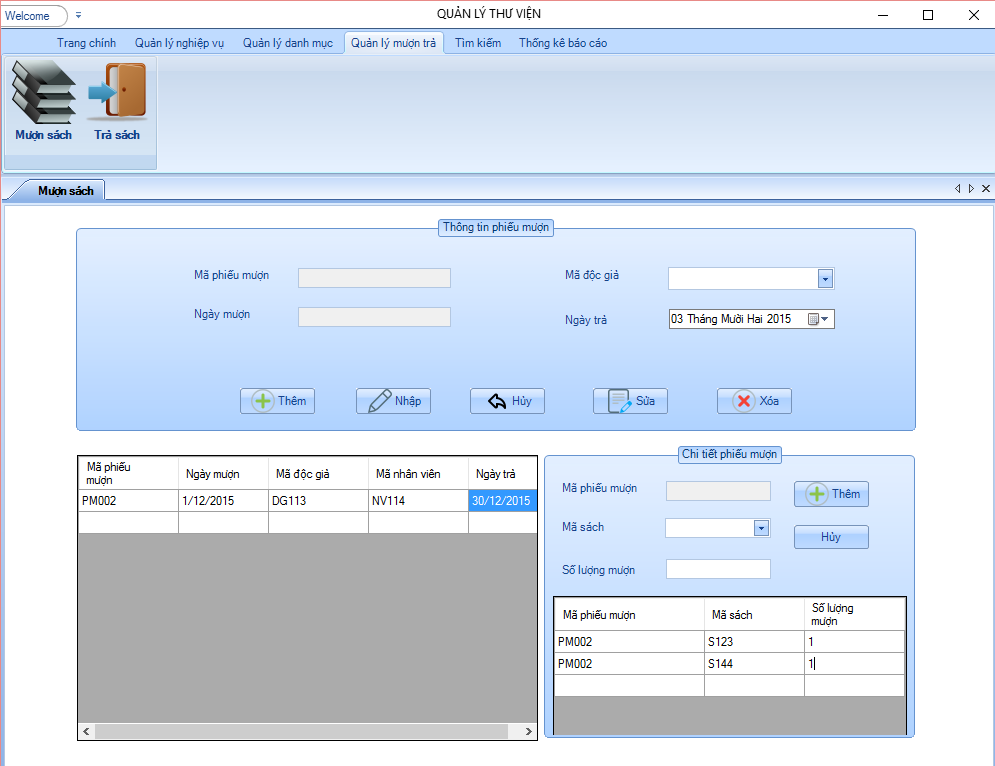 Welcome
QUẢN LÝ THƯ VIỆN
Trang chính Quản lý nghiệp vụ Quản lý danh mục Quản lý mượn trả Tìm kiếm Thống kê báo cáo
Mượn sách Trả sách
Mượn sách
Thông tin phiếu mượn
Mã phiếu mượn Mã độc giả
Ngày mượn Ngày trả 03 Tháng Mười Hai 2015
Thêm Nhập Hủy Sửa Xóa
Mã phiếu mượn Ngày mượn Mã độc giả Mã nhân viên Ngày trả
PM002 1/12/2015 DG113 NV114 30/12/2015
Chi tiết phiếu mượn
Mã phiếu mượn Thêm
Mã sách Hủy
Số lượng mượn
Mã phiếu mượn Mã sách Số lượng mượn
PM002 S123 1
PM002 S144 1